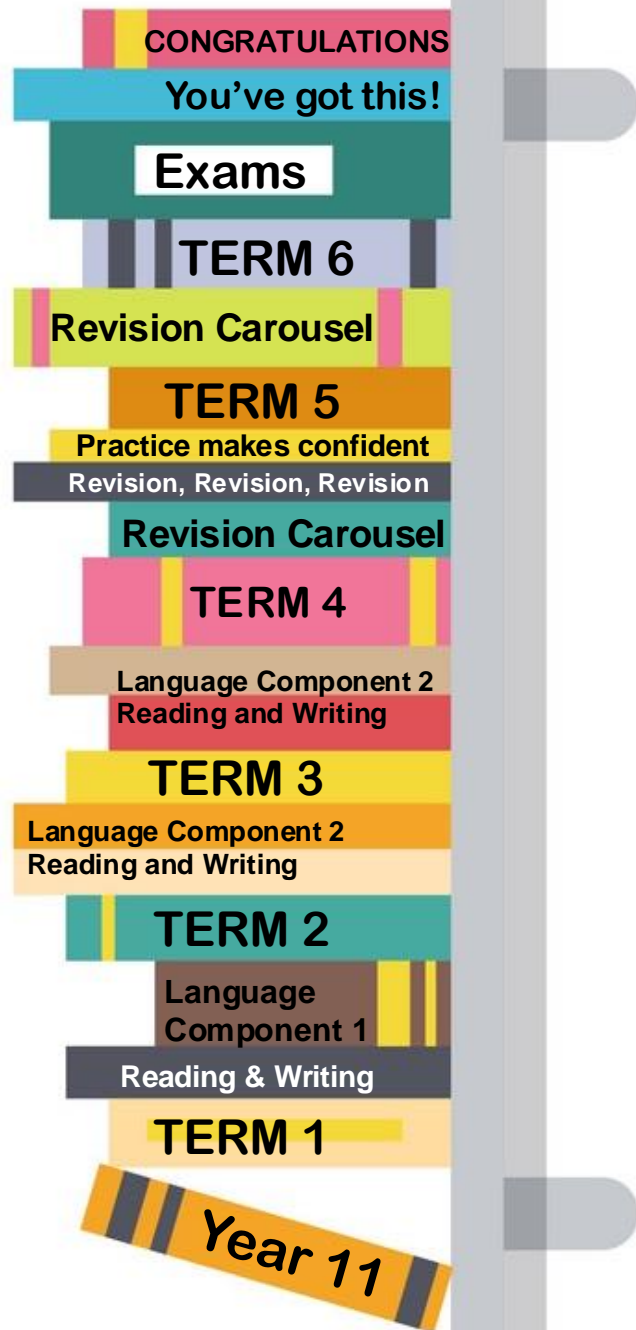 CONGRATULATIONS
You've got this!
Exams
TERM 6
Revision Carousel
TERM 5
Practice makes confident
Revision, Revision, Revision
Revision Carousel
TERM 4
Language Component 2
Reading and Writing
TERM 3
Language Component 2
Reading and Writing
TERM 2
Language
Component 1
Reading & Writing
TERM 1
Year 11